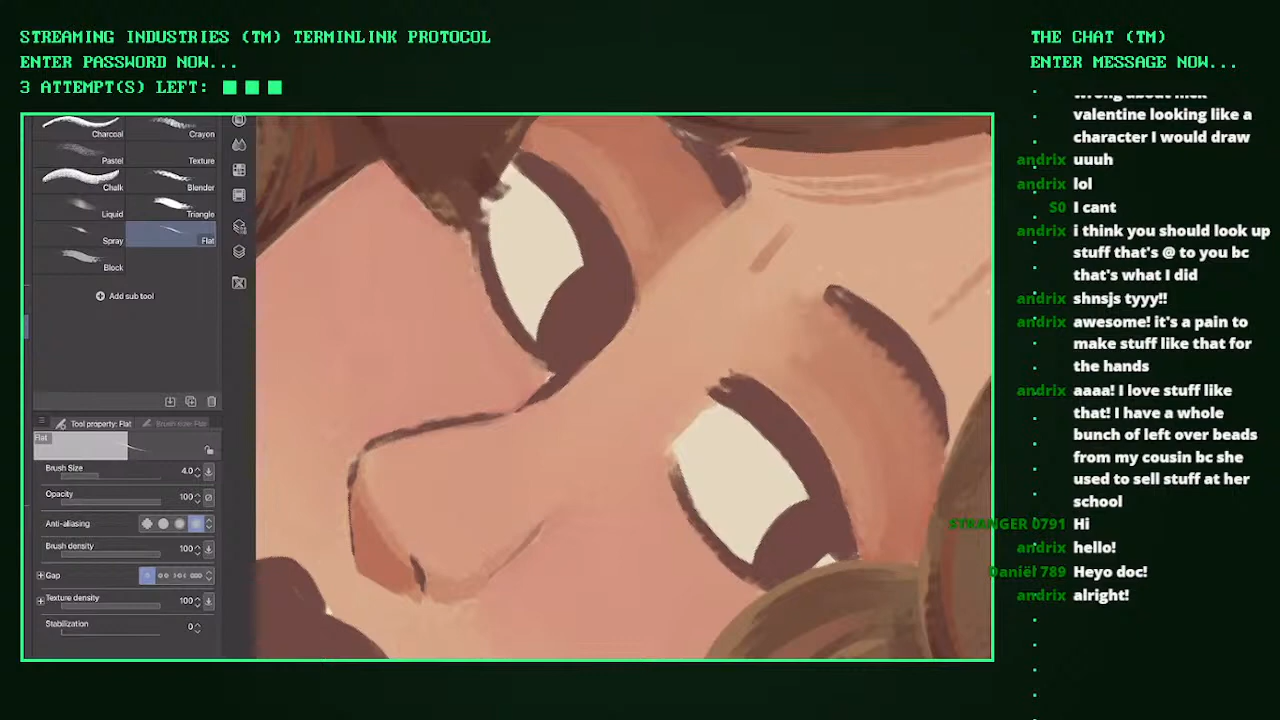 STREAMING INDUSTRIES (TM) TERMINLINK PROTOCOL
ENTER PASSWORD NOW...
3 ATTEMPT(S) LEFT:
Charcoal
Crayon
Pastel
Texture
Chalk
Blender
Liquid
Triangle
Spray
Flat
Block
Add sub tool
Tool property: Flat
Brush size: Flat
Flat
Brush Size 4.0
Opacity 100
Anti-aliasing
Brush density 100
Gap
Texture density 100
Stabilization 0
THE CHAT (TM)
ENTER MESSAGE NOW...
wrong about nick
valentine looking like a
character I would draw
andrix uuuh
andrix lol
S0 I cant
andrix i think you should look up
stuff that's @ to you bc
that's what I did
andrix shnsjs tyyy!!
andrix awesome! it's a pain to
make stuff like that for
the hands
andrix aaaa! I love stuff like
that! I have a whole
bunch of left over beads
from my cousin bc she
used to sell stuff at her
school
STRANGER 0791 Hi
andrix hello!
Daniël 789 Heyo doc!
andrix alright!